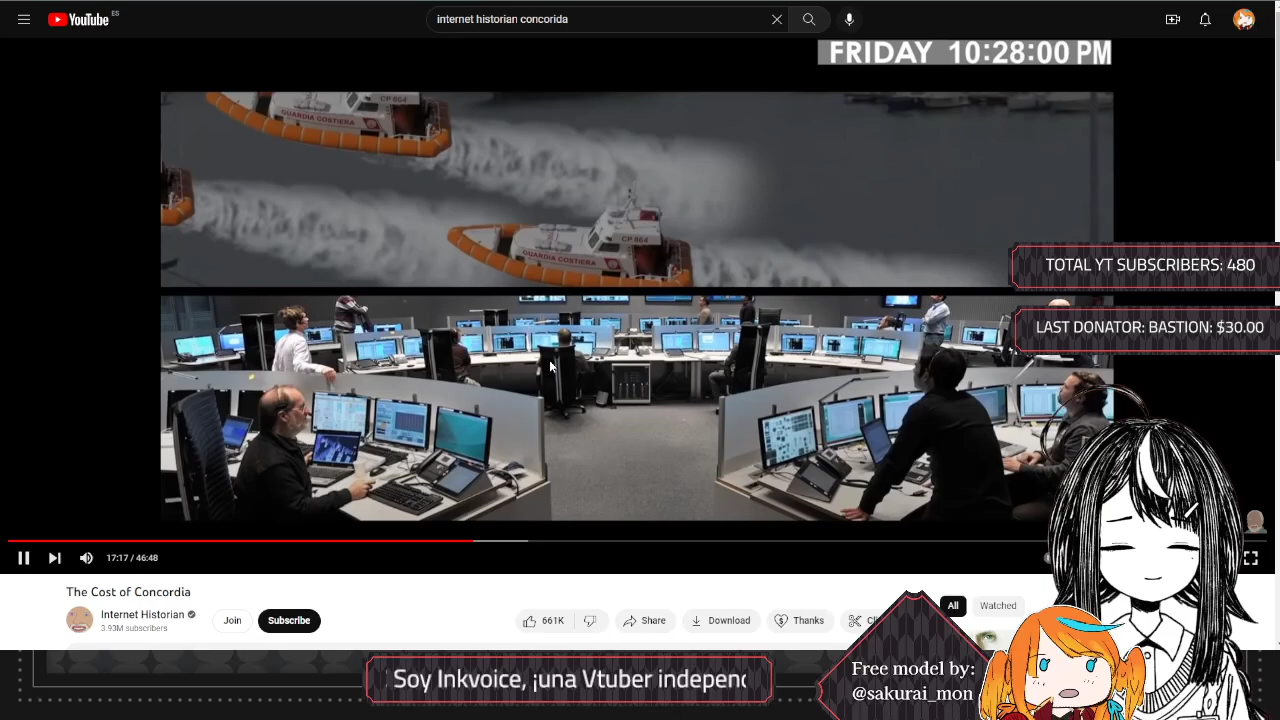 YouTube ES
internet historian concorida
FRIDAY 10:28:00 PM
CP 864
GUARDIA COSTIERA
CP 864
GUARDIA COSTIERA
TOTAL YT SUBSCRIBERS: 480
LAST DONATOR: BASTION: $30.00
17:17 / 46:48
The Cost of Concordia
Internet Historian
3.93M subscribers
Join
Subscribe
661K
Share
Download
Thanks
All
Watched
Soy Inkvoice, ¡una Vtuber independ
Free model by:
@sakurai_mon